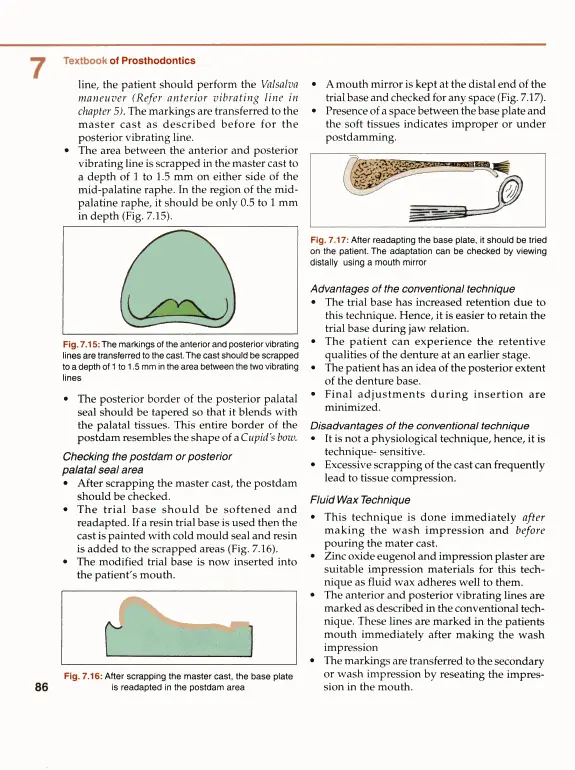 7
Textbook of Prosthodontics
line, the patient should perform the Valsalva
maneuver (Refer anterior vibrating line in
chapter 5). The markings are transferred to the
master cast as described before for the
posterior vibrating line.
• The area between the anterior and posterior
vibrating line is scrapped in the master cast to
a depth of 1 to 1.5 mm on either side of the
mid-palatine raphe. In the region of the mid-
palatine raphe, it should be only 0.5 to 1 mm
in depth (Fig. 7.15).
Fig. 7.15: The markings of the anterior and posterior vibrating
lines are transferred to the cast. The cast should be scrapped
to a depth of 1 to 1.5 mm in the area between the two vibrating
lines
• The posterior border of the posterior palatal
seal should be tapered so that it blends with
the palatal tissues. This entire border of the
postdam resembles the shape of a Cupid's bow.
Checking the postdam or posterior
palatal seal area
• After scrapping the master cast, the postdam
should be checked.
• The trial base should be softened and
readapted. If a resin trial base is used then the
cast is painted with cold mould seal and resin
is added to the scrapped areas (Fig. 7.16).
• The modified trial base is now inserted into
the patient's mouth.
Fig. 7.16: After scrapping the master cast, the base plate
is readapted in the postdam area
86
• A mouth mirror is kept at the distal end of the
trial base and checked for any space (Fig. 7.17).
• Presence of a space between the base plate and
the soft tissues indicates improper or under
postdamming.
Fig. 7.17: After readapting the base plate, it should be tried
on the patient. The adaptation can be checked by viewing
distally using a mouth mirror
Advantages of the conventional technique
• The trial base has increased retention due to
this technique. Hence, it is easier to retain the
trial base during jaw relation.
• The patient can experience the retentive
qualities of the denture at an earlier stage.
• The patient has an idea of the posterior extent
of the denture base.
• Final adjustments during insertion are
minimized.
Disadvantages of the conventional technique
• It is not a physiological technique, hence, it is
technique- sensitive.
• Excessive scrapping of the cast can frequently
lead to tissue compression.
Fluid Wax Technique
• This technique is done immediately after
making the wash impression and before
pouring the mater cast.
• Zinc oxide eugenol and impression plaster are
suitable impression materials for this tech-
nique as fluid wax adheres well to them.
• The anterior and posterior vibrating lines are
marked as described in the conventional tech-
nique. These lines are marked in the patients
mouth immediately after making the wash
impression
• The markings are transferred to the secondary
or wash impression by reseating the impres-
sion in the mouth.